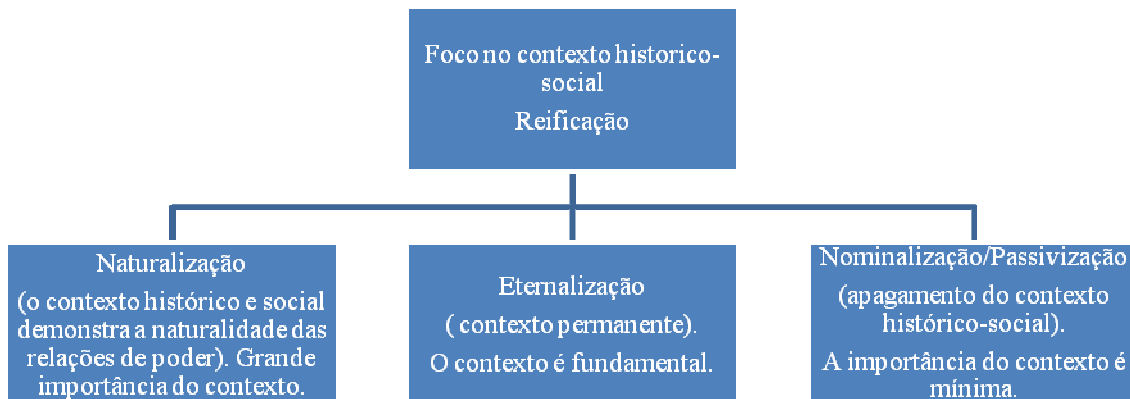 Foco no contexto historico-
social
Reificação
Naturalização
(o contexto histórico e social
demonstra a naturalidade das
relações de poder). Grande
importância do contexto.
Eternalização
( contexto permanente).
O contexto é fundamental.
Nominalização/Passivização
(apagamento do contexto
histórico-social).
A importância do contexto é
mínima.